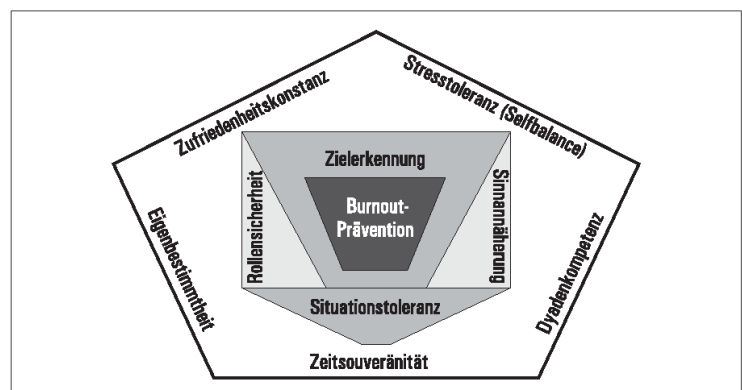 Zufriedenheitskonstanz
Stresstoleranz (Selfbalance)
Zielerkennung
Rollensicherheit
Burnout-
Prävention
Sinnannäherung
Eigenbestimmtheit
Dyadenkompetenz
Situationstoleranz
Zeitsouveränität